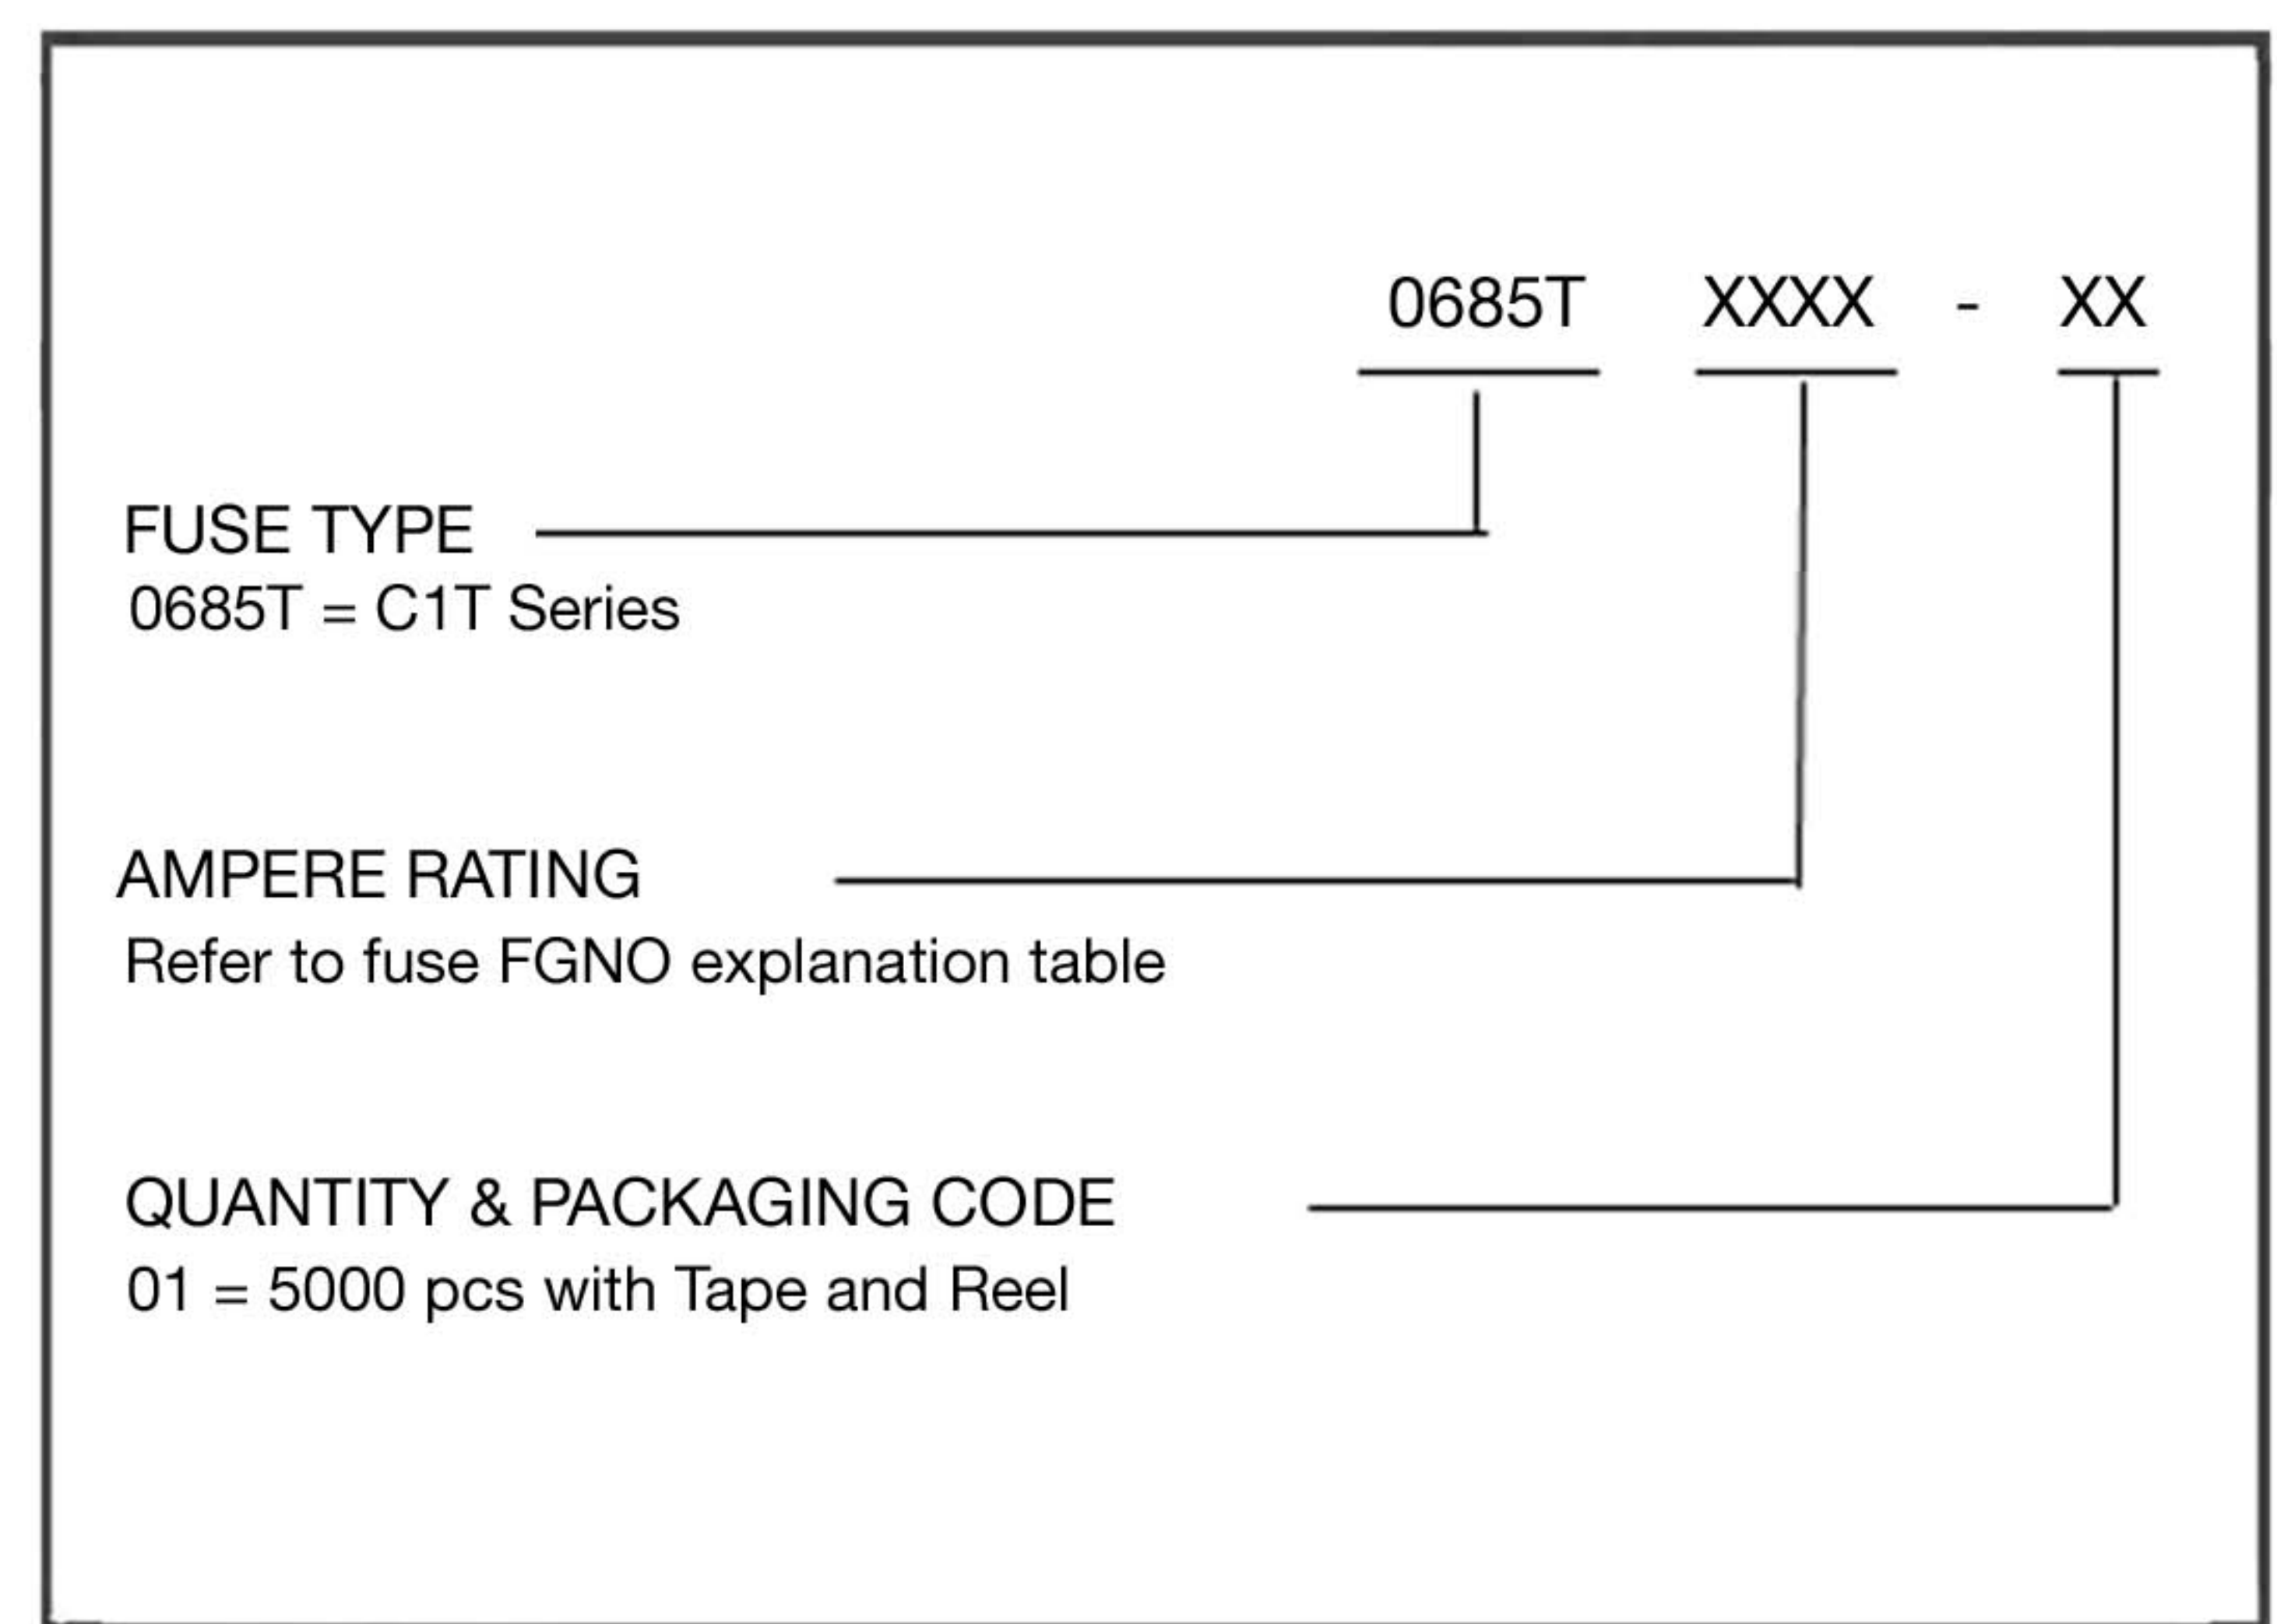 0685T XXXX - XX
FUSE TYPE
0685T = C1T Series
AMPERE RATING
Refer to fuse FGNO explanation table
QUANTITY & PACKAGING CODE
01 = 5000 pcs with Tape and Reel